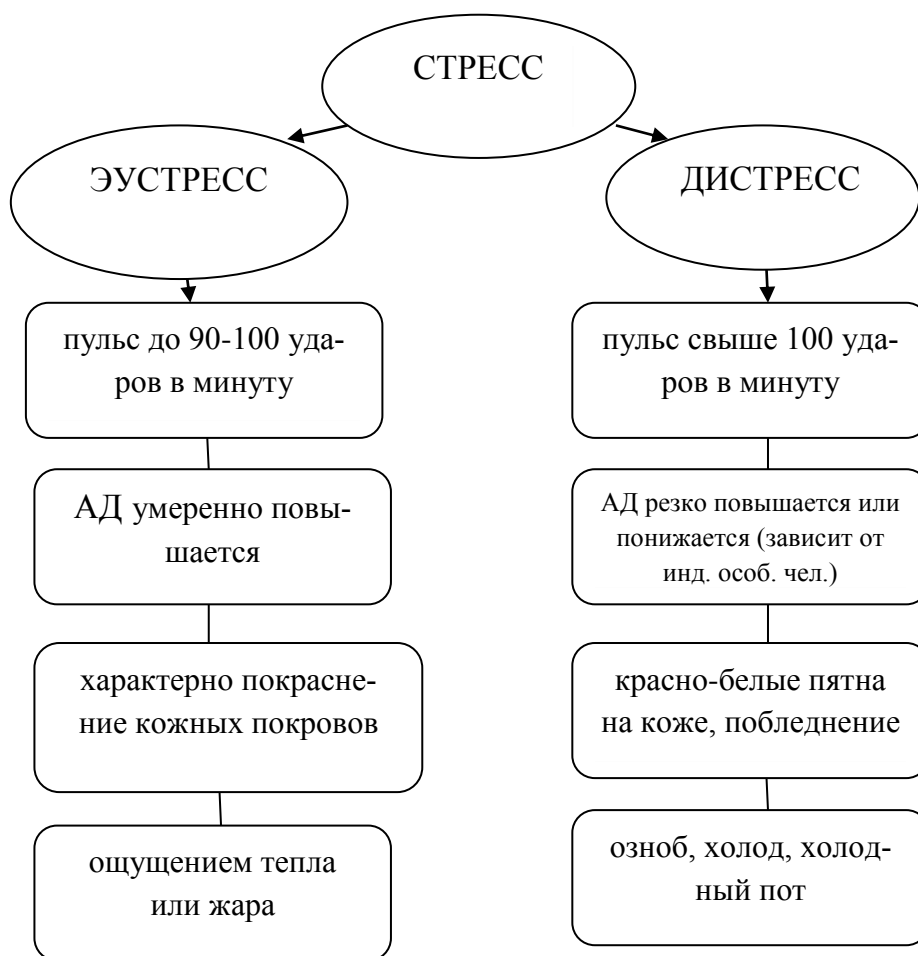 СТРЕСС
ЭУСТРЕСС
ДИСТРЕСС
пульс до 90-100 уда-
ров в минуту
пульс свыше 100 уда-
ров в минуту
АД умеренно повы-
шается
АД резко повышается или
понижается (зависит от
инд. особ. чел.)
характерно покрасне-
ние кожных покровов
красно-белые пятна
на коже, побледнение
ощущением тепла
или жара
озноб, холод, холод-
ный пот